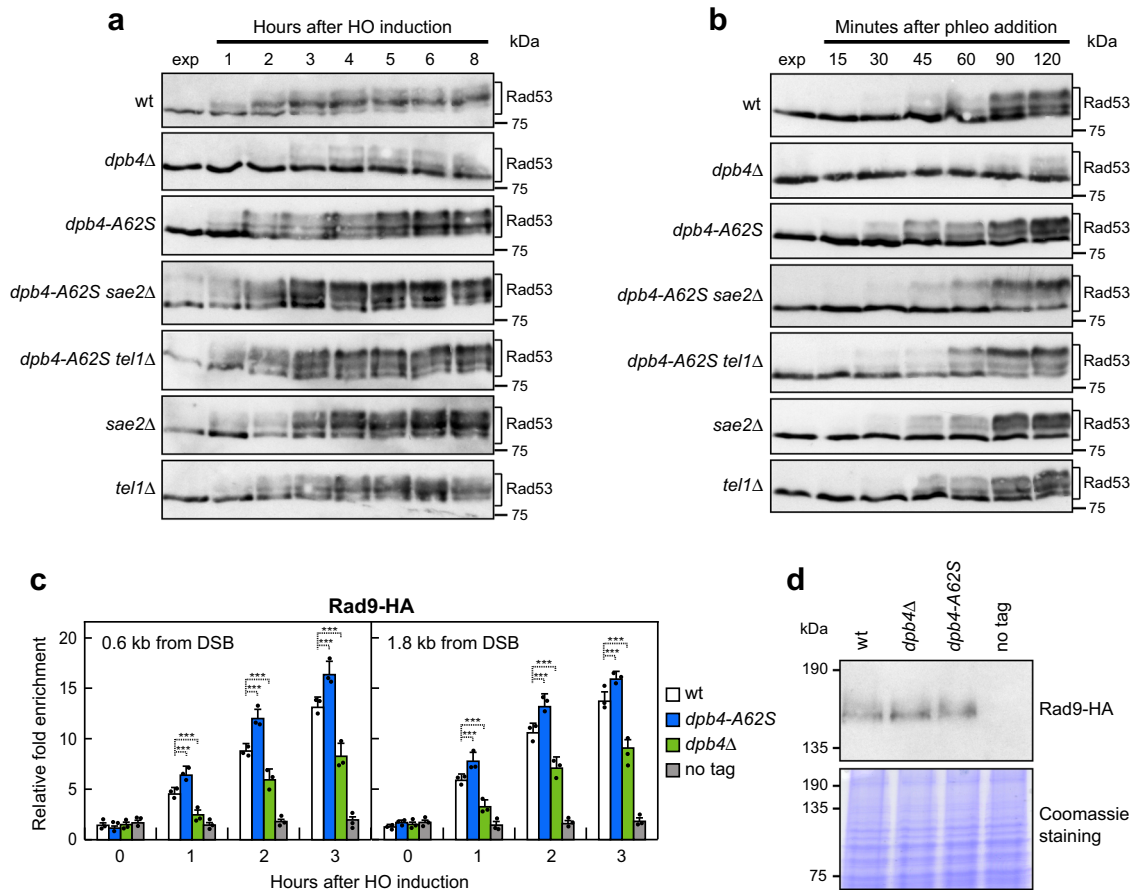 a
Hours after HO induction
kDa
exp 1 2 3 4 5 6 8
wt
Rad53
75
dpb4Δ
Rad53
75
dpb4-A62S
Rad53
75
dpb4-A62S sae2Δ
Rad53
75
dpb4-A62S tel1Δ
Rad53
75
sae2Δ
Rad53
75
tel1Δ
Rad53
75
b
Minutes after phleo addition
kDa
exp 15 30 45 60 90 120
wt
Rad53
75
dpb4Δ
Rad53
75
dpb4-A62S
Rad53
75
dpb4-A62S sae2Δ
Rad53
75
dpb4-A62S tel1Δ
Rad53
75
sae2Δ
Rad53
75
tel1Δ
Rad53
75
c
Rad9-HA
Relative fold enrichment
20
15
10
5
0
0.6 kb from DSB
*** ***
*** ***
*** ***
0 1 2 3
1.8 kb from DSB
*** ***
*** ***
*** ***
0 1 2 3
Hours after HO induction
wt
dpb4-A62S
dpb4Δ
no tag
d
kDa
wt
dpb4Δ
dpb4-A62S
no tag
190
135
Rad9-HA
190
135
75
Coomassie
staining